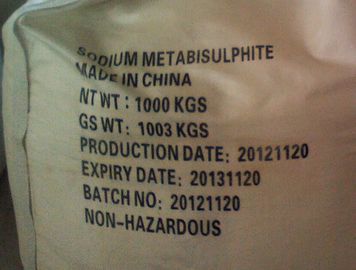 SODIUM METABISULPHITE
MADE IN CHINA
NT WT : 1000 KGS
GS WT: 1003 KGS
PRODUCTION DATE: 20121120
EXPIRY DATE: 20131120
BATCH NO: 20121120
NON-HAZARDOUS